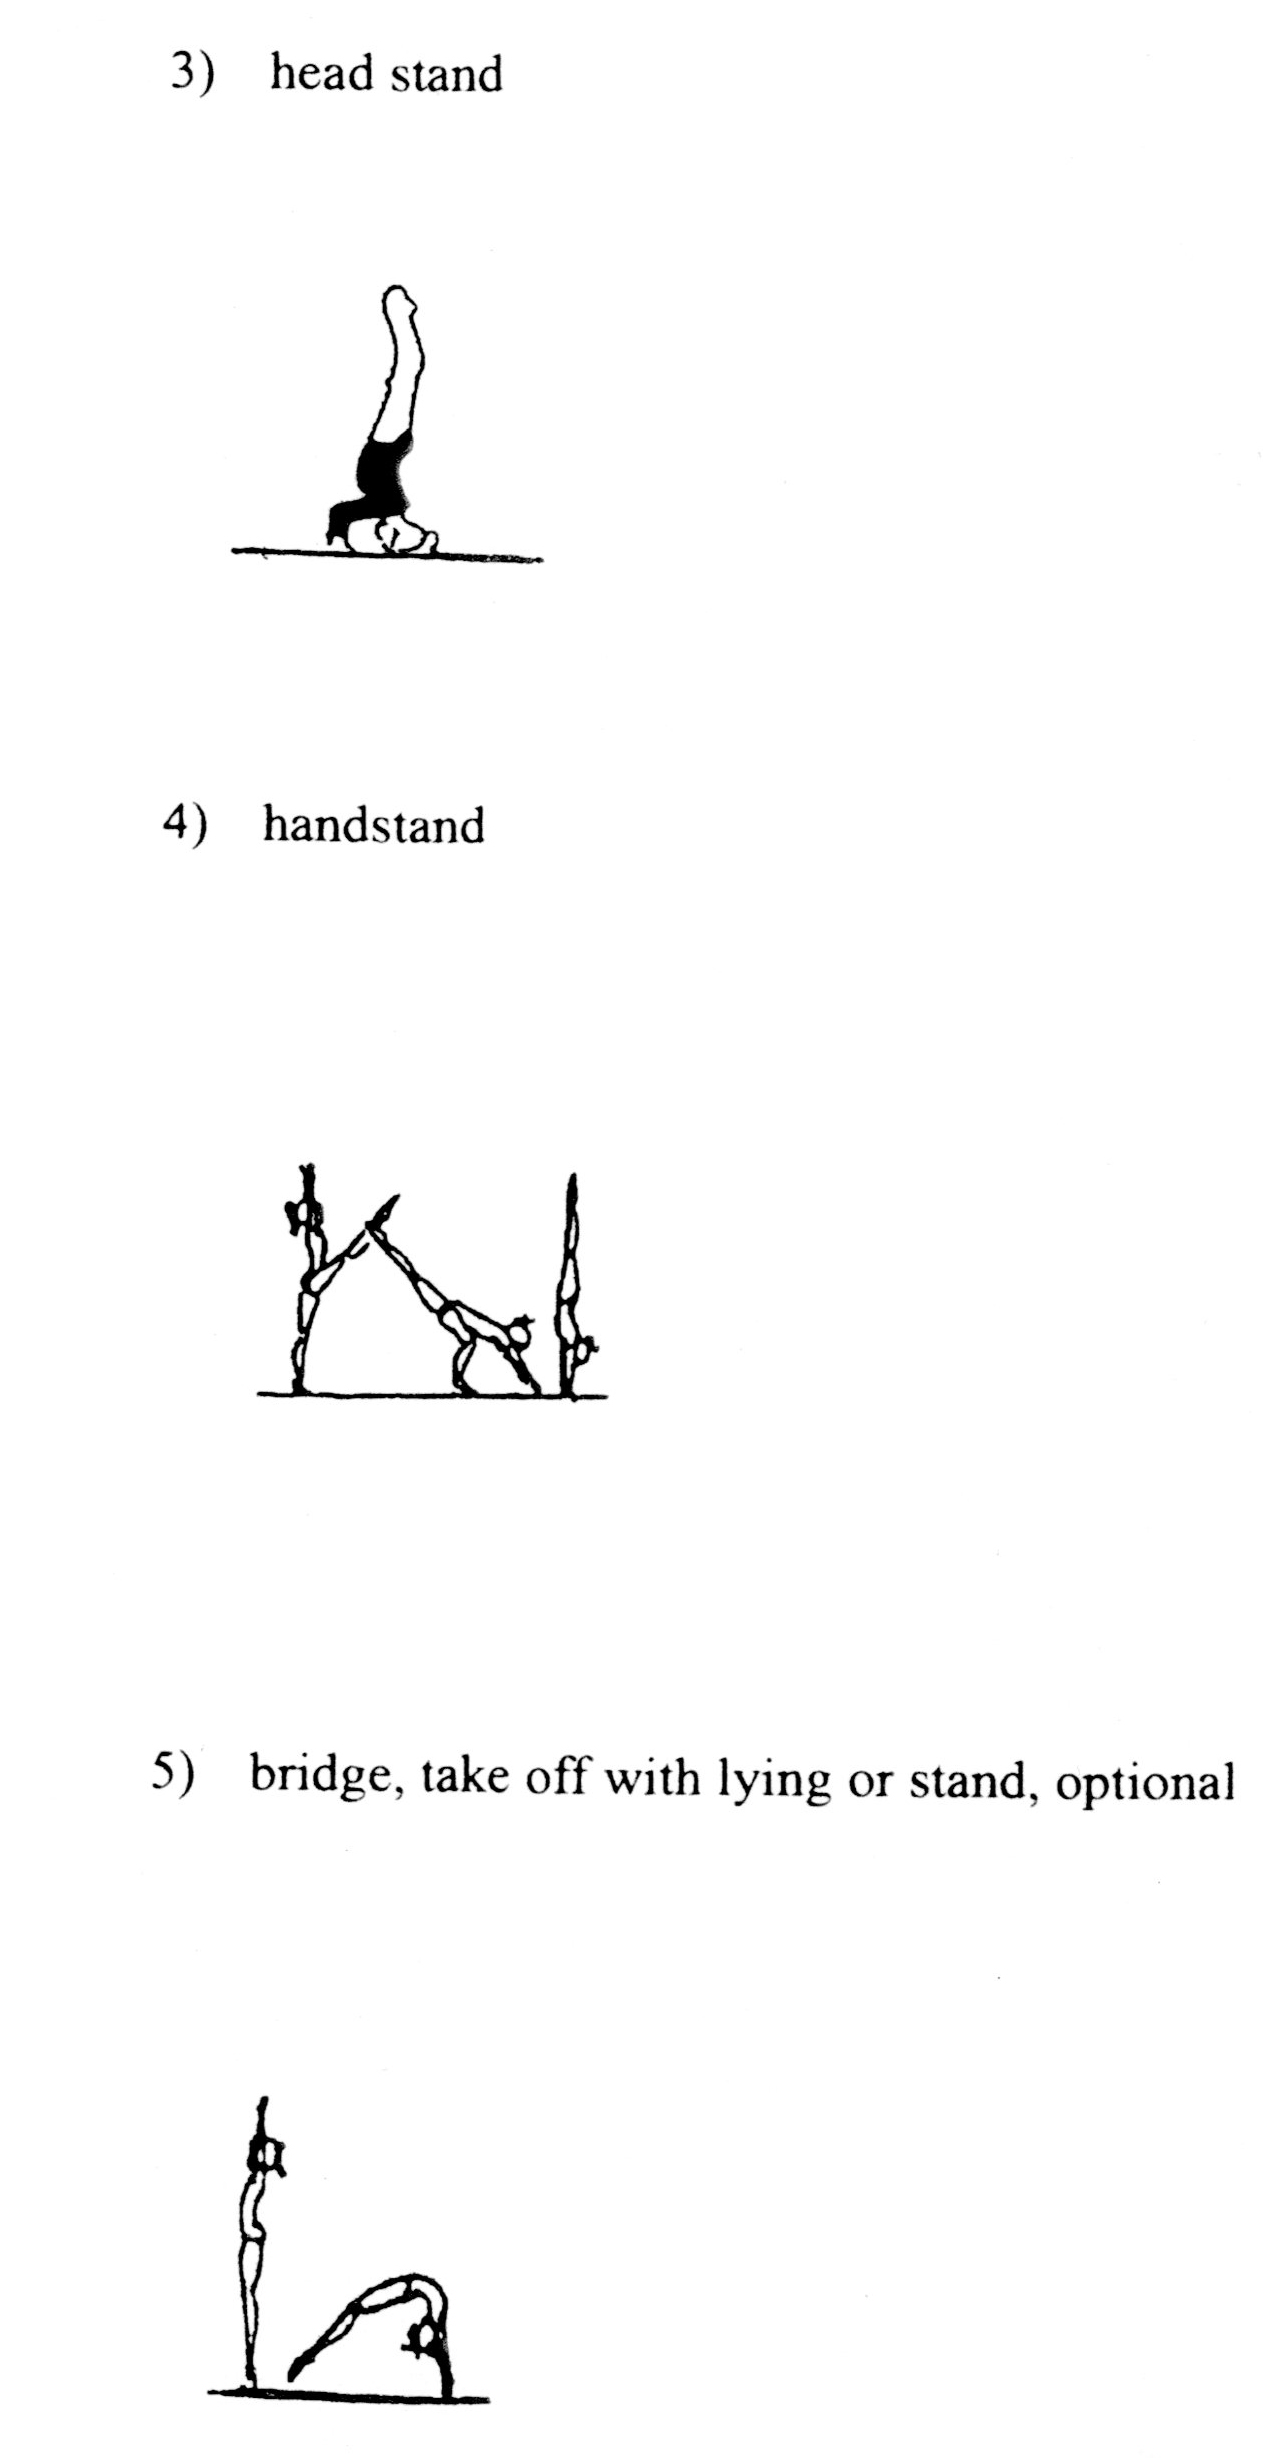 3) head stand
4) handstand
5) bridge, take off with lying or stand, optional